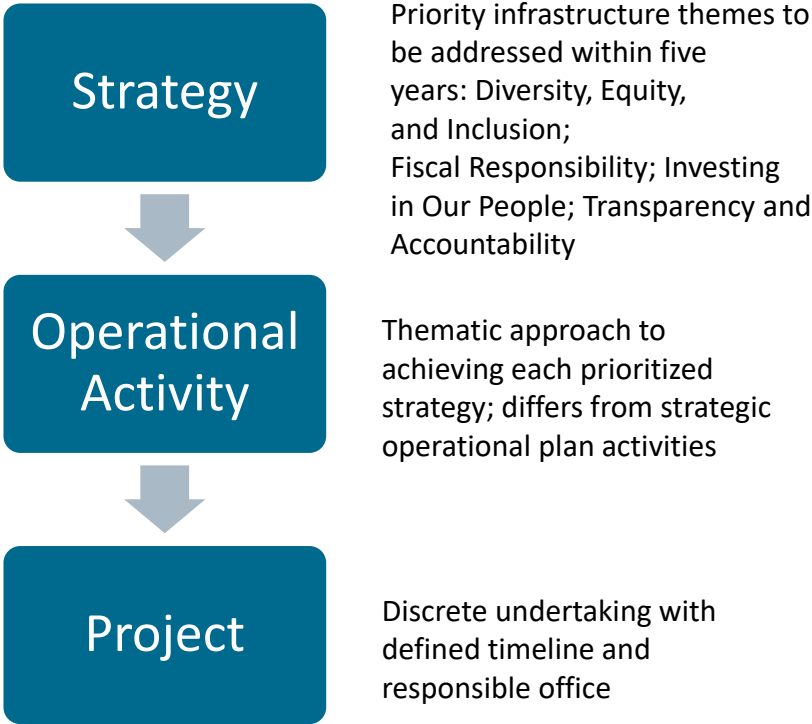 Strategy
Priority infrastructure themes to
be addressed within five
years: Diversity, Equity,
and Inclusion;
Fiscal Responsibility; Investing
in Our People; Transparency and
Accountability
Operational
Activity
Thematic approach to
achieving each prioritized
strategy; differs from strategic
operational plan activities
Project
Discrete undertaking with
defined timeline and
responsible office